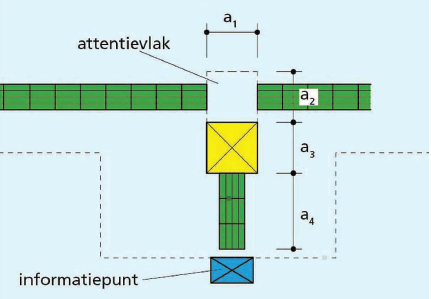 a1
attentievlak
a2
a3
a4
informatiepunt